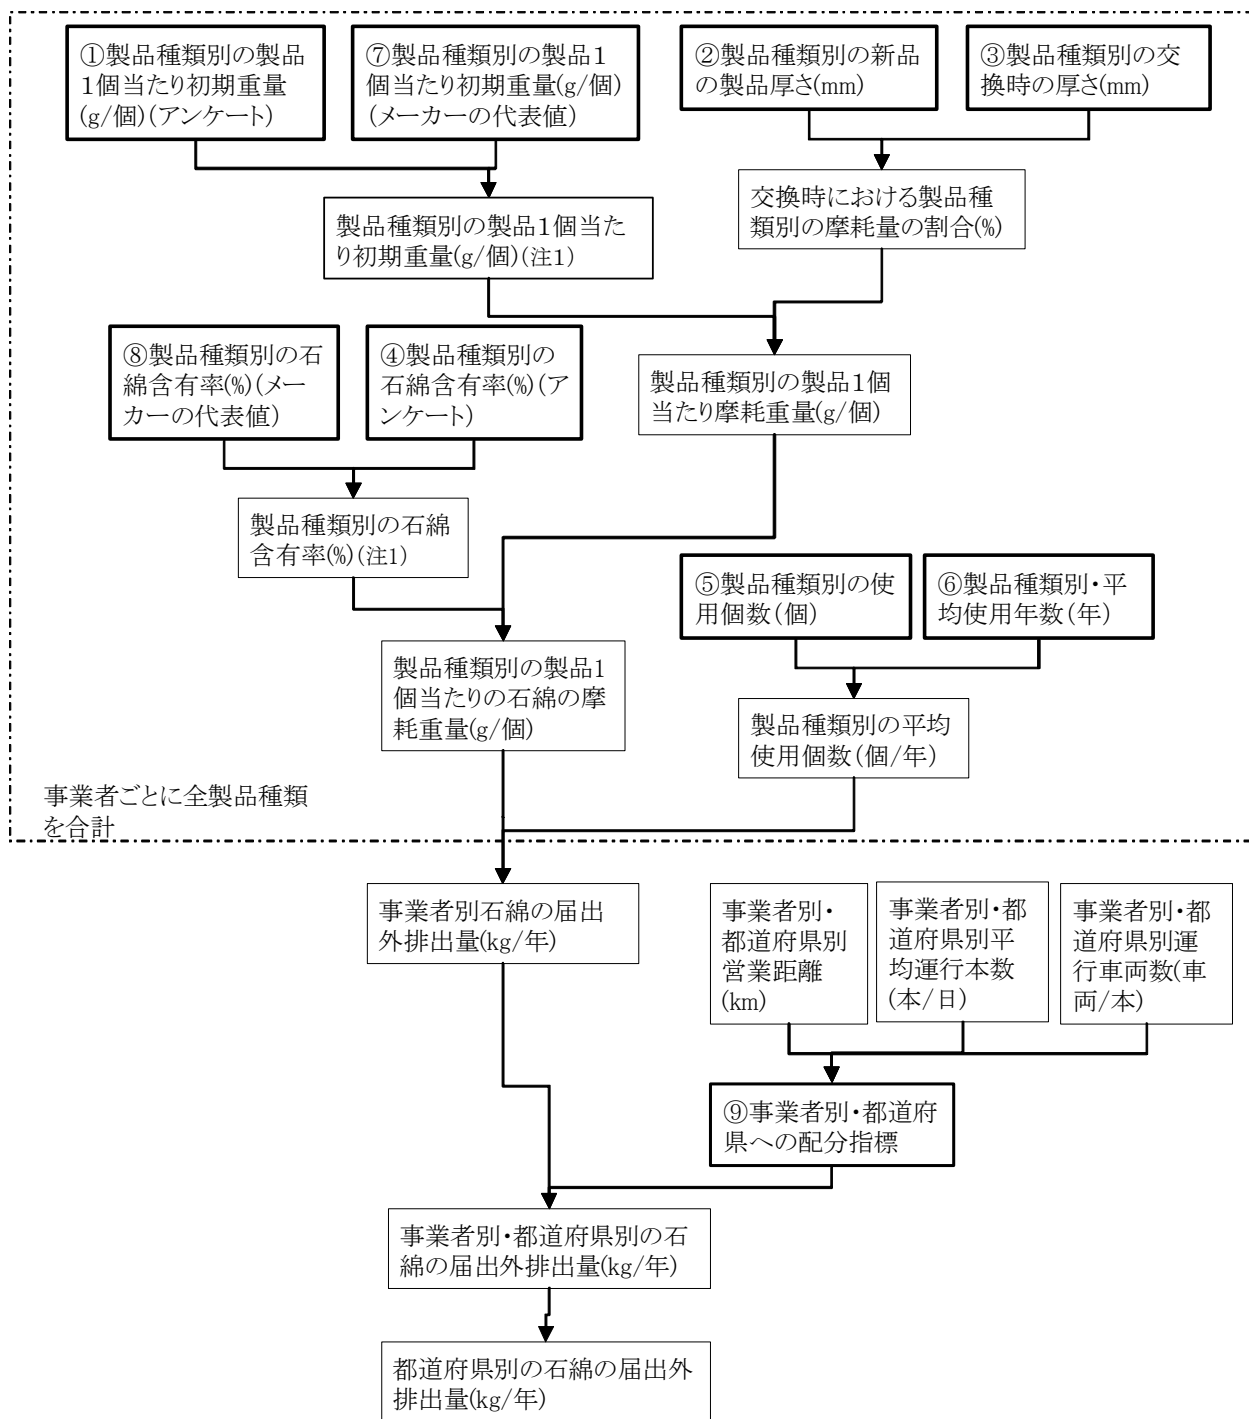 ①製品種類別の製品
1個当たり初期重量
(g/個)(アンケート)
⑦製品種類別の製品1
個当たり初期重量(g/個)
(メーカーの代表値)
②製品種類別の新品
の製品厚さ(mm)
③製品種類別の交
換時の厚さ(mm)
製品種類別の製品1個当た
り初期重量(g/個)(注1)
交換時における製品種
類別の摩耗量の割合(%)
⑧製品種類別の石
綿含有率(%)(メー
カーの代表値)
④製品種類別の
石綿含有率(%)(ア
ンケート)
製品種類別の製品1個
当たり摩耗重量(g/個)
製品種類別の石綿
含有率(%)(注1)
⑤製品種類別の使
用個数(個)
⑥製品種類別・平
均使用年数(年)
製品種類別の製品1
個当たりの石綿の摩
耗重量(g/個)
製品種類別の平均
使用個数(個/年)
事業者ごとに全製品種類
を合計
事業者別石綿の届出
外排出量(kg/年)
事業者別・
都道府県別
営業距離
(km)
事業者別・都
道府県別平
均運行本数
(本/日)
事業者別・都
道府県別運
行車両数(車
両/本)
⑨事業者別・都道府
県への配分指標
事業者別・都道府県別の石
綿の届出外排出量(kg/年)
都道府県別の石綿の届出外
排出量(kg/年)